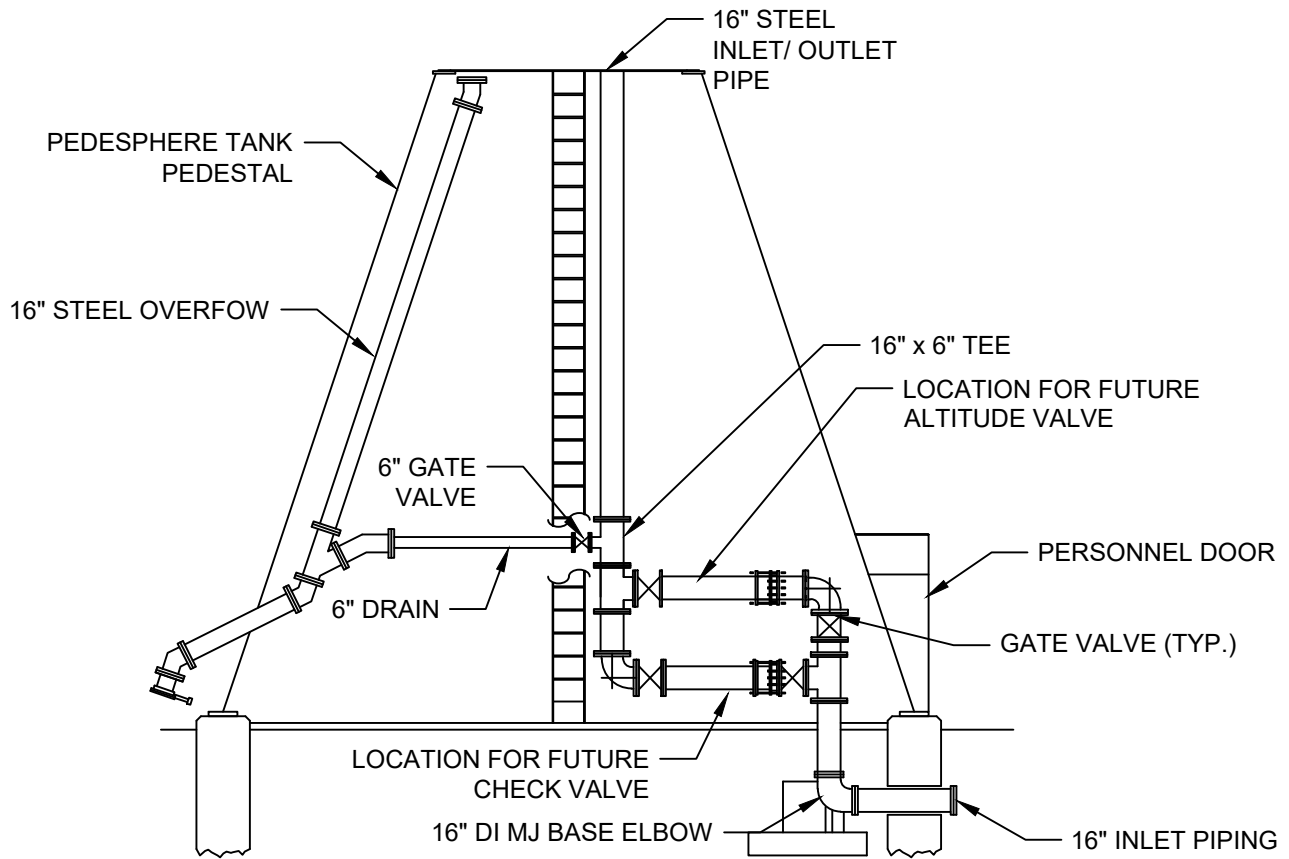 16" STEEL
INLET/ OUTLET
PIPE
PEDESPHERE TANK
PEDESTAL
16" STEEL OVERFOW
16" x 6" TEE
LOCATION FOR FUTURE
ALTITUDE VALVE
6" GATE
VALVE
PERSONNEL DOOR
6" DRAIN
GATE VALVE (TYP.)
LOCATION FOR FUTURE
CHECK VALVE
16" DI MJ BASE ELBOW
16" INLET PIPING